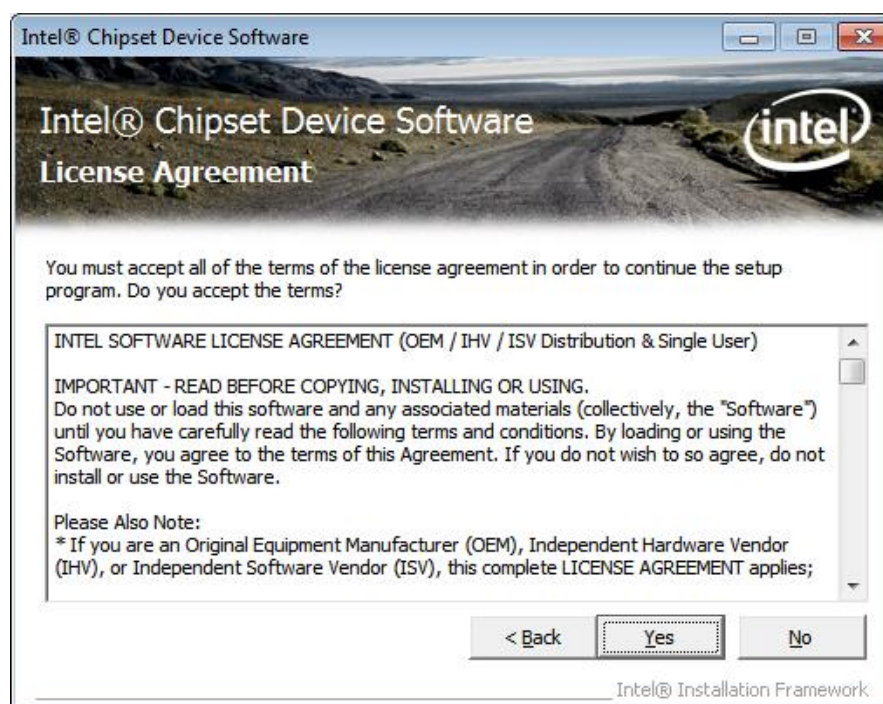 Intel® Chipset Device Software
Intel® Chipset Device Software
License Agreement
intel
You must accept all of the terms of the license agreement in order to continue the setup
program. Do you accept the terms?
INTEL SOFTWARE LICENSE AGREEMENT (OEM / IHV / ISV Distribution & Single User)
IMPORTANT - READ BEFORE COPYING, INSTALLING OR USING.
Do not use or load this software and any associated materials (collectively, the "Software")
until you have carefully read the following terms and conditions. By loading or using the
Software, you agree to the terms of this Agreement. If you do not wish to so agree, do not
install or use the Software.
Please Also Note:
* If you are an Original Equipment Manufacturer (OEM), Independent Hardware Vendor
(IHV), or Independent Software Vendor (ISV), this complete LICENSE AGREEMENT applies;
< Back Yes No
Intel® Installation Framework